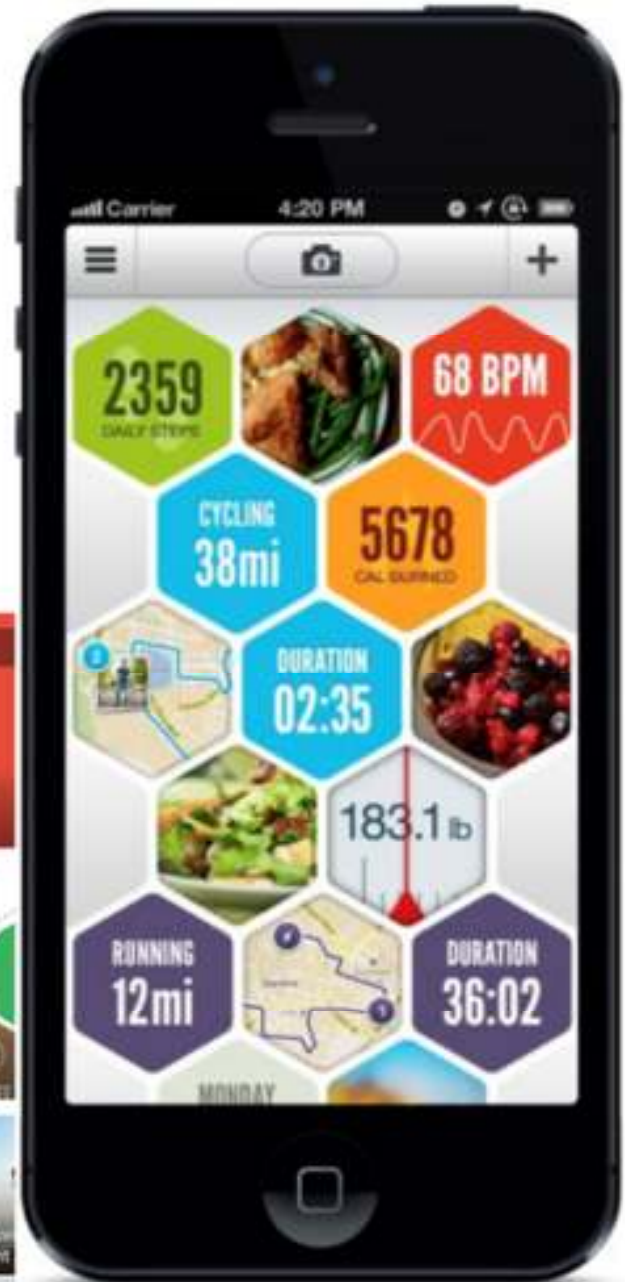 Carrier 4:20 PM
2359
DAILY STEPS
68 BPM
CYCLING
38mi
5678
CAL BURNED
2
DURATION
02:35
183.1 lb
RUNNING
12mi
DURATION
36:02
MONDAY